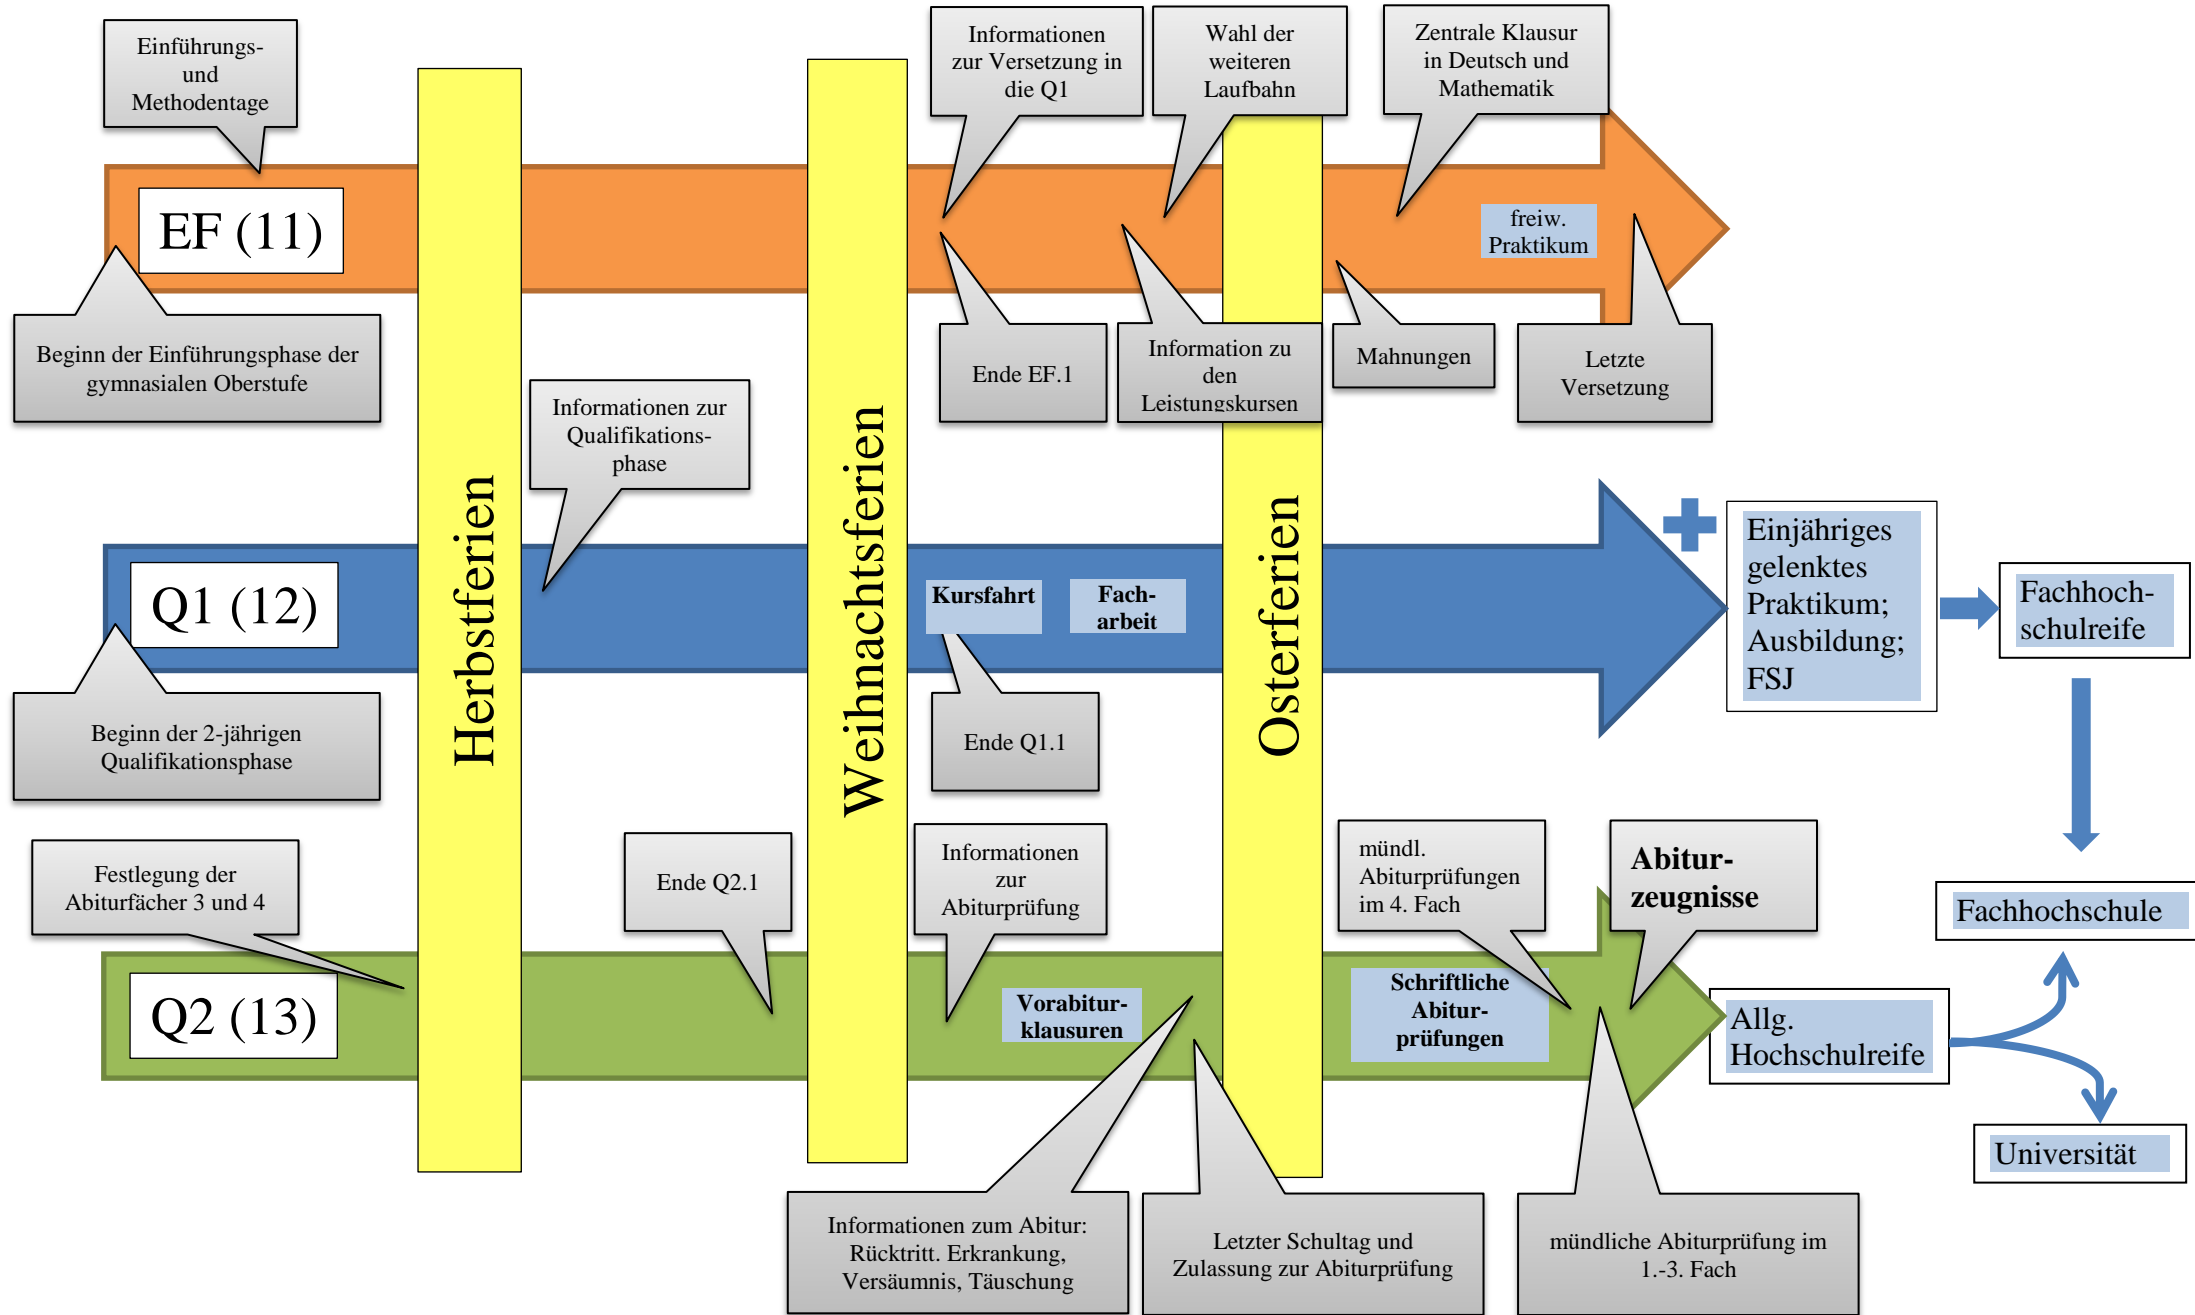 Einführungs-
und
Methodentage
Informationen
zur Versetzung in
die Q1
Wahl der
weiteren
Laufbahn
Zentrale Klausur
in Deutsch und
Mathematik
EF (11)
freiw.
Praktikum
Beginn der Einführungsphase der
gymnasialen Oberstufe
Ende EF.1
Information zu
den
Leistungskursen
Mahnungen
Letzte
Versetzung
Herbstferien
Weihnachtsferien
Osterferien
Informationen zur
Qualifikations-
phase
Q1 (12)
Kursfahrt
Fach-
arbeit
Einjähriges
gelenktes
Praktikum;
Ausbildung;
FSJ
Fachhoch-
schulreife
Beginn der 2-jährigen
Qualifikationsphase
Ende Q1.1
Festlegung der
Abiturfächer 3 und 4
Ende Q2.1
Informationen
zur
Abiturprüfung
mündl.
Abiturprüfungen
im 4. Fach
Abitur-
zeugnisse
Fachhochschule
Q2 (13)
Vorabitur-
klausuren
Schriftliche
Abitur-
prüfungen
Allg.
Hochschulreife
Universität
Informationen zum Abitur:
Rücktritt. Erkrankung,
Versäumnis, Täuschung
Letzter Schultag und
Zulassung zur Abiturprüfung
mündliche Abiturprüfung im
1.-3. Fach